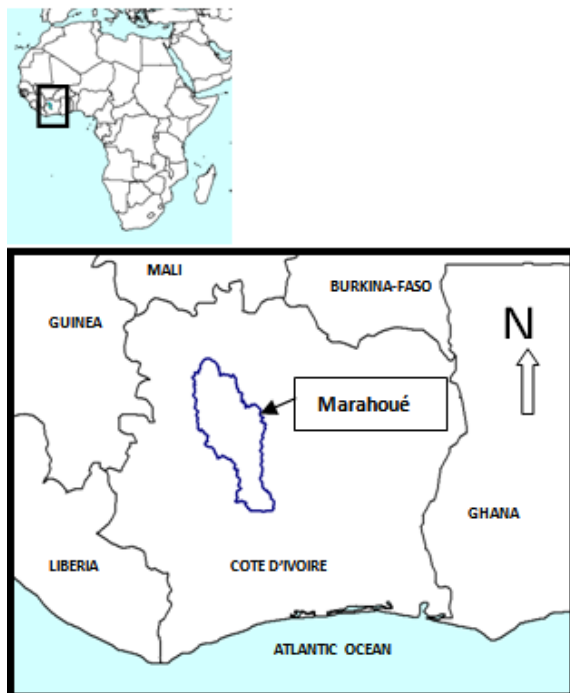 MALI
BURKINA-FASO
GUINEA
N
Marahoué
GHANA
LIBERIA
COTE D'IVOIRE
ATLANTIC OCEAN